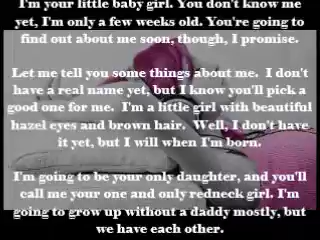 I'm your little baby girl. You don't know me
yet, I'm only a few weeks old. You're going to
find out about me soon, though, I promise.
Let me tell you some things about me. I don't
have a real name yet, but I know you'll pick a
good one for me. I'm a little girl with beautiful
hazel eyes and brown hair. Well, I don't have
it yet, but I will when I'm born.
I'm going to be your only daughter, and you'll
call me your one and only redneck girl. I'm
going to grow up without a daddy mostly, but
we have each other.